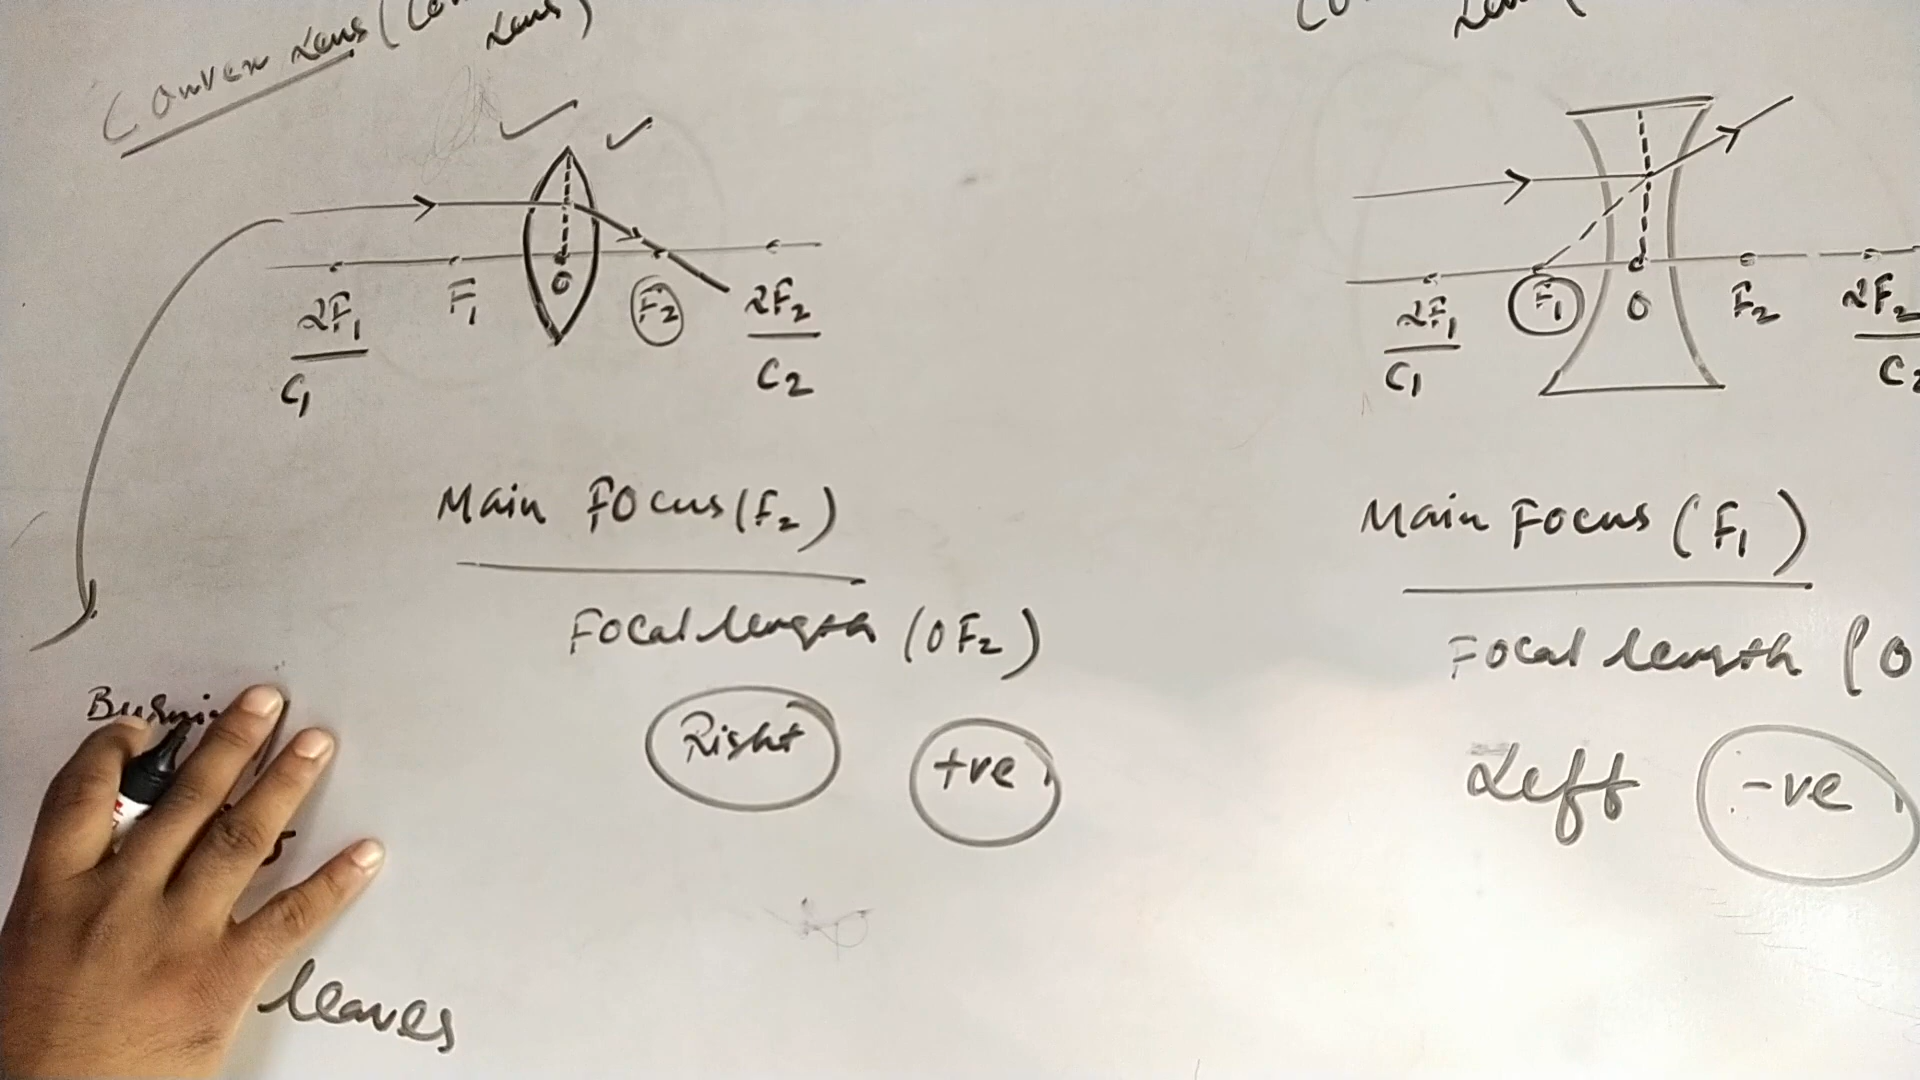 Convex Lens (
Lens)
2F1
F1
O
F2
2F2
C1
C2
Main Focus (F2)
Focal length (OF2)
Right
+ve
leaves
2F1
F1
O
F2
2F2
C1
Main Focus (F1)
Focal length (O
Left
-ve